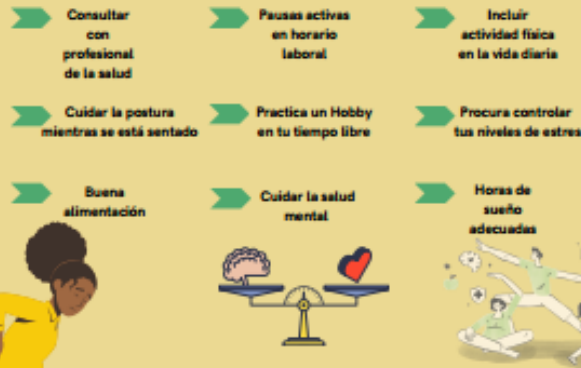 Consultar
con
profesional
de la salud
Pausas activas
en horario
laboral
Incluir
actividad física
en la vida diaria
Cuidar la postura
mientras se está sentado
Practica un Hobby
en tu tiempo libre
Procura controlar
tus niveles de estres
Buena
alimentación
Cuidar la salud
mental
Horas de
sueño
adecuadas